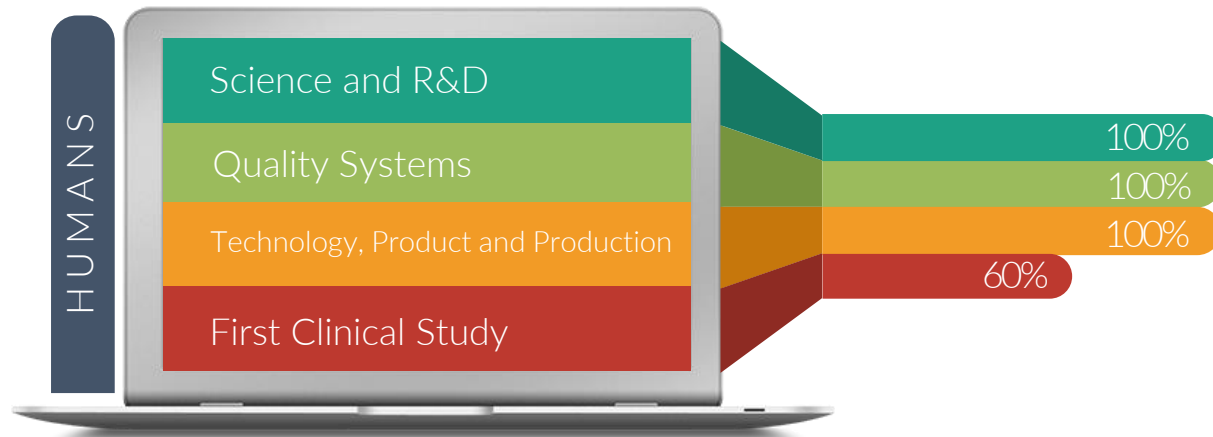 HUMANS
Science and R&D
Quality Systems
Technology, Product and Production
First Clinical Study
100%
100%
100%
60%